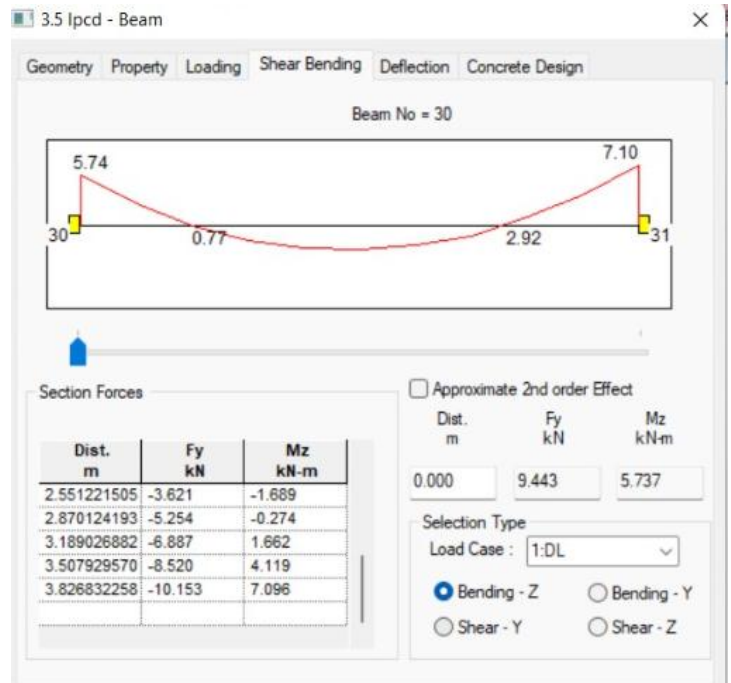 3.5 lpcd - Beam
Geometry Property Loading Shear Bending Deflection Concrete Design
Beam No = 30
5.74 7.10
30 0.77 2.92 31
Section Forces
Dist. m Fy kN Mz kN-m
2.551221505 -3.621 -1.689
2.870124193 -5.254 -0.274
3.189026882 -6.887 1.662
3.507929570 -8.520 4.119
3.826832258 -10.153 7.096
Approximate 2nd order Effect
Dist. m Fy kN Mz kN-m
0.000 9.443 5.737
Selection Type
Load Case : 1:DL
Bending - Z Bending - Y
Shear - Y Shear - Z